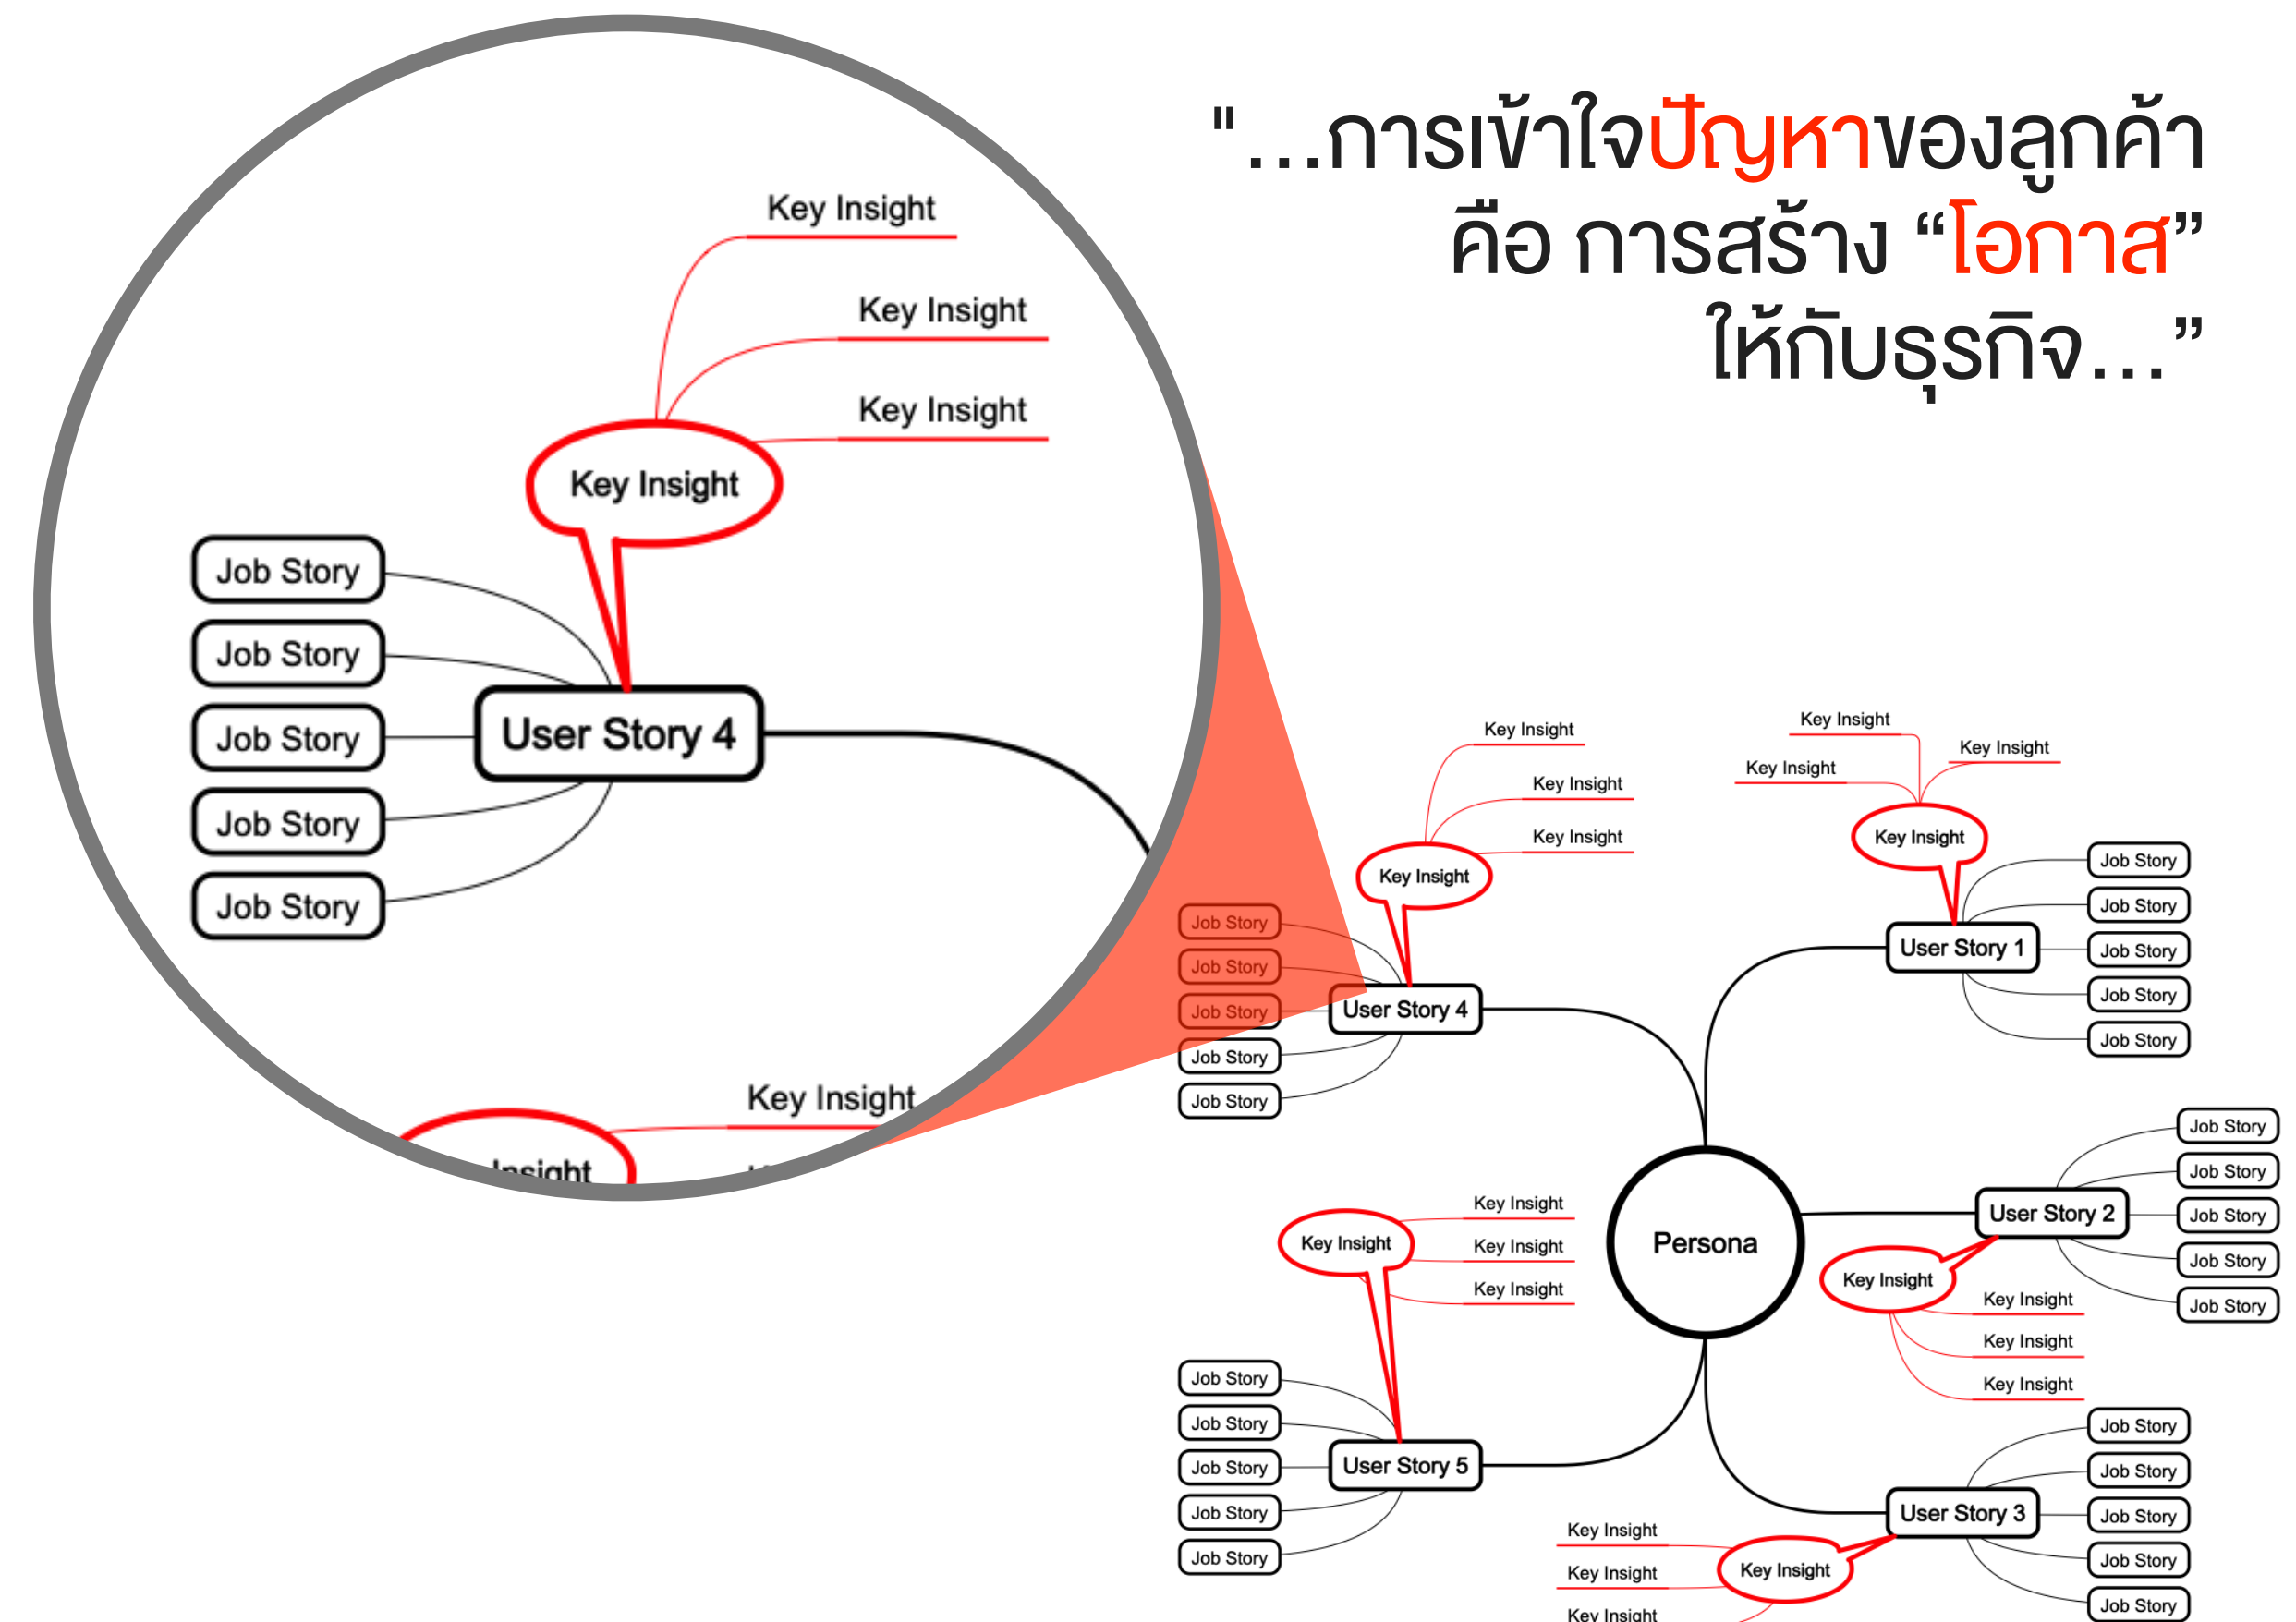 "...การเข้าใจปัญหาของลูกค้า
คือ การสร้าง “โอกาส”
ให้กับธุรกิจ...”
Key Insight
Key Insight
Key Insight
Key Insight
Job Story
Job Story
Job Story
Job Story
Job Story
User Story 4
Key Insight
Insight
Key Insight
Key Insight
Key Insight
Key Insight
Job Story
Job Story
Job Story
Job Story
Job Story
User Story 4
Key Insight
Key Insight
Key Insight
Key Insight
User Story 1
Job Story
Job Story
Job Story
Job Story
Job Story
Persona
User Story 2
Job Story
Job Story
Job Story
Job Story
Job Story
Key Insight
Key Insight
Key Insight
Key Insight
Key Insight
Key Insight
Key Insight
Key Insight
Job Story
Job Story
Job Story
Job Story
Job Story
User Story 5
User Story 3
Job Story
Job Story
Job Story
Job Story
Job Story
Key Insight
Key Insight
Key Insight
Key Insight